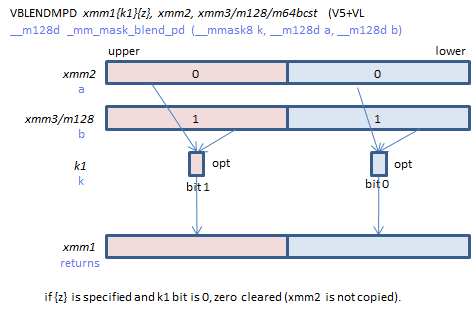 VBLENDMPD xmm1{k1}{z}, xmm2, xmm3/m128/m64bcst (V5+VL
__m128d _mm_mask_blend_pd (__mmask8 k, __m128d a, __m128d b)
upper lower
xmm2 0 0
a
xmm3/m128 1 1
b
k1 opt opt
k
bit 1 bit 0
xmm1
returns
if {z} is specified and k1 bit is 0, zero cleared (xmm2 is not copied).